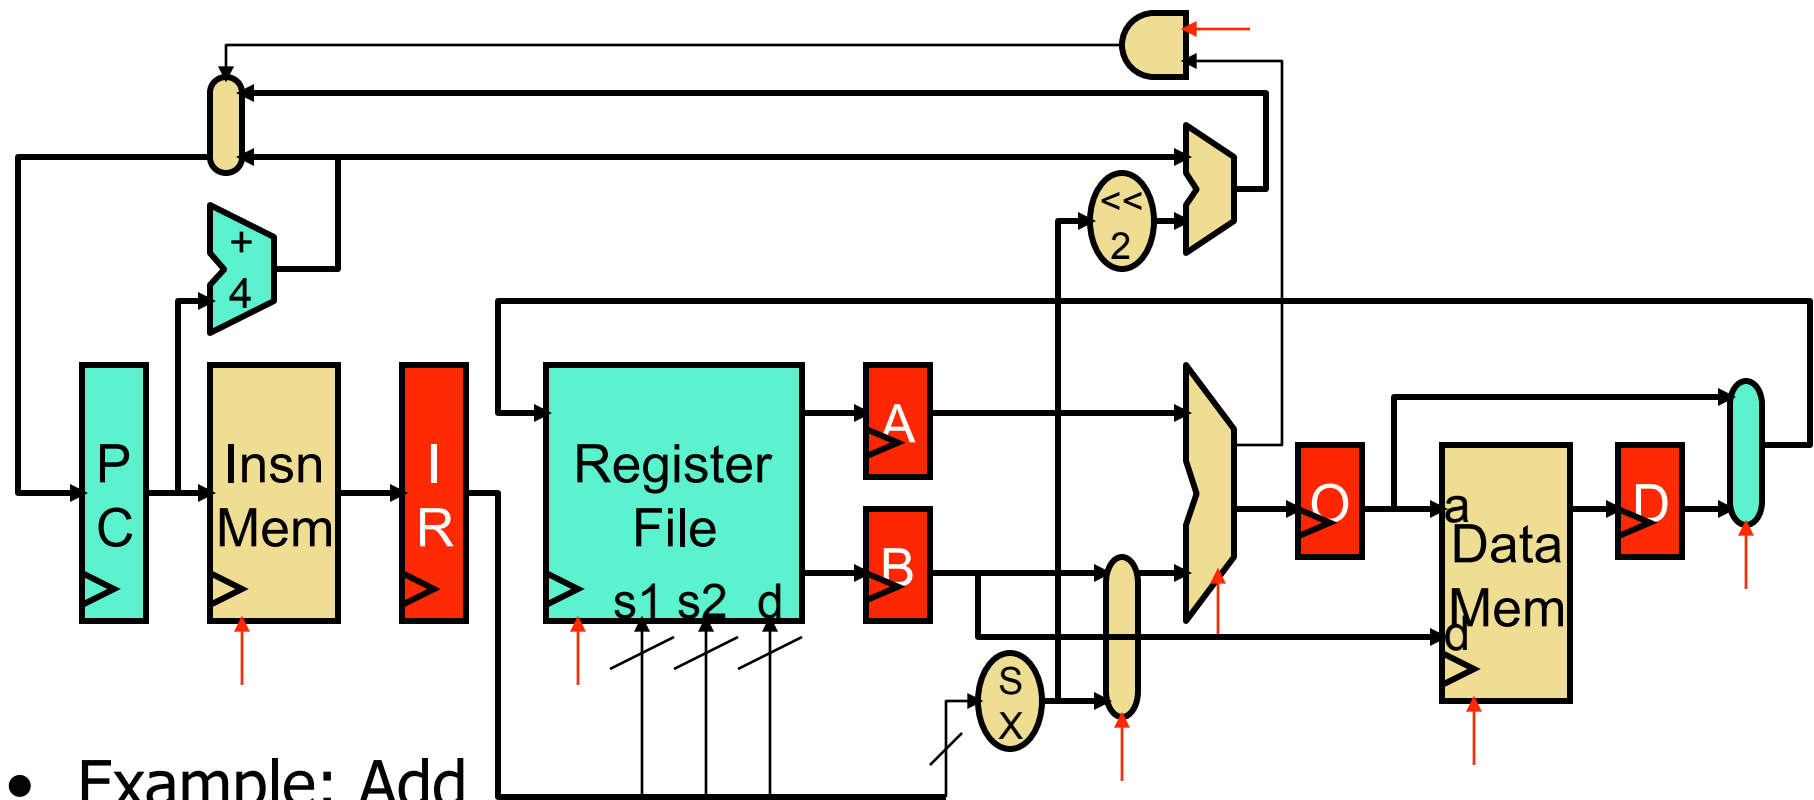 +
4
<<
2
P
C
Insn
Mem
I
R
Register
File
s1 s2 d
A
B
S
X
O
a
Data
Mem
d
D
• Example: Add